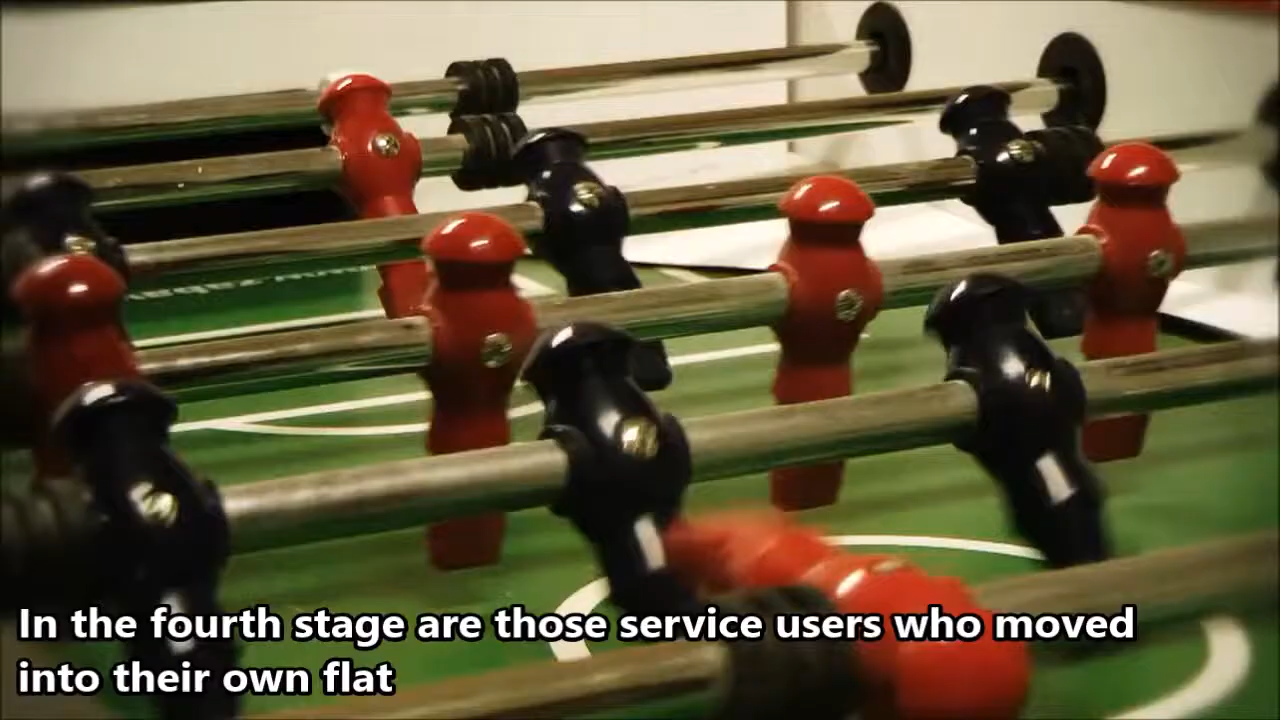 In the fourth stage are those service users who moved
into their own flat